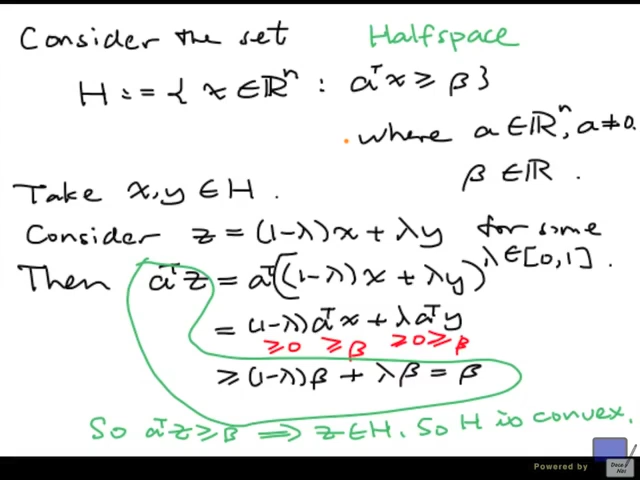 Consider the set Halfspace
H := { x ∈ ℝⁿ : aᵀx ≥ β }
where a ∈ ℝⁿ, a ≠ 0.
β ∈ ℝ.
Take x, y ∈ H.
Consider z = (1-λ)x + λy for some
λ ∈ [0,1].
Then aᵀz = aᵀ((1-λ)x + λy)
= (1-λ)aᵀx + λaᵀy
≥0 ≥β ≥0 ≥β
≥ (1-λ)β + λβ = β
So aᵀz ≥ β ⟹ z ∈ H. So H is convex.
Powered by